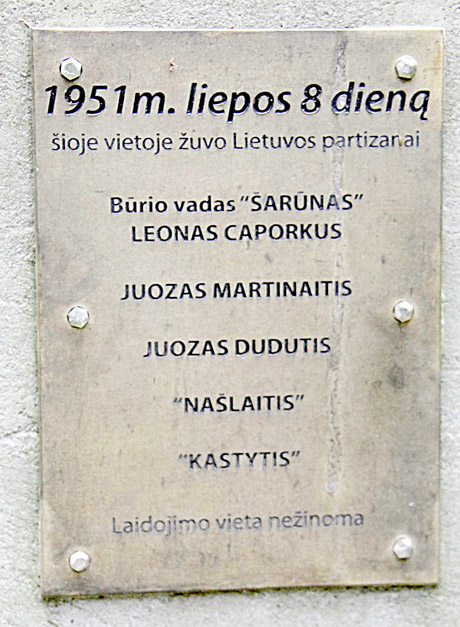 1951m. liepos 8 dieną
šioje vietoje žuvo Lietuvos partizanai
Būrio vadas "ŠARŪNAS"
LEONAS CAPORKUS
JUOZAS MARTINAITIS
JUOZAS DUDUTIS
"NAŠLAITIS"
"KASTYTIS"
Laidojimo vieta nežinoma